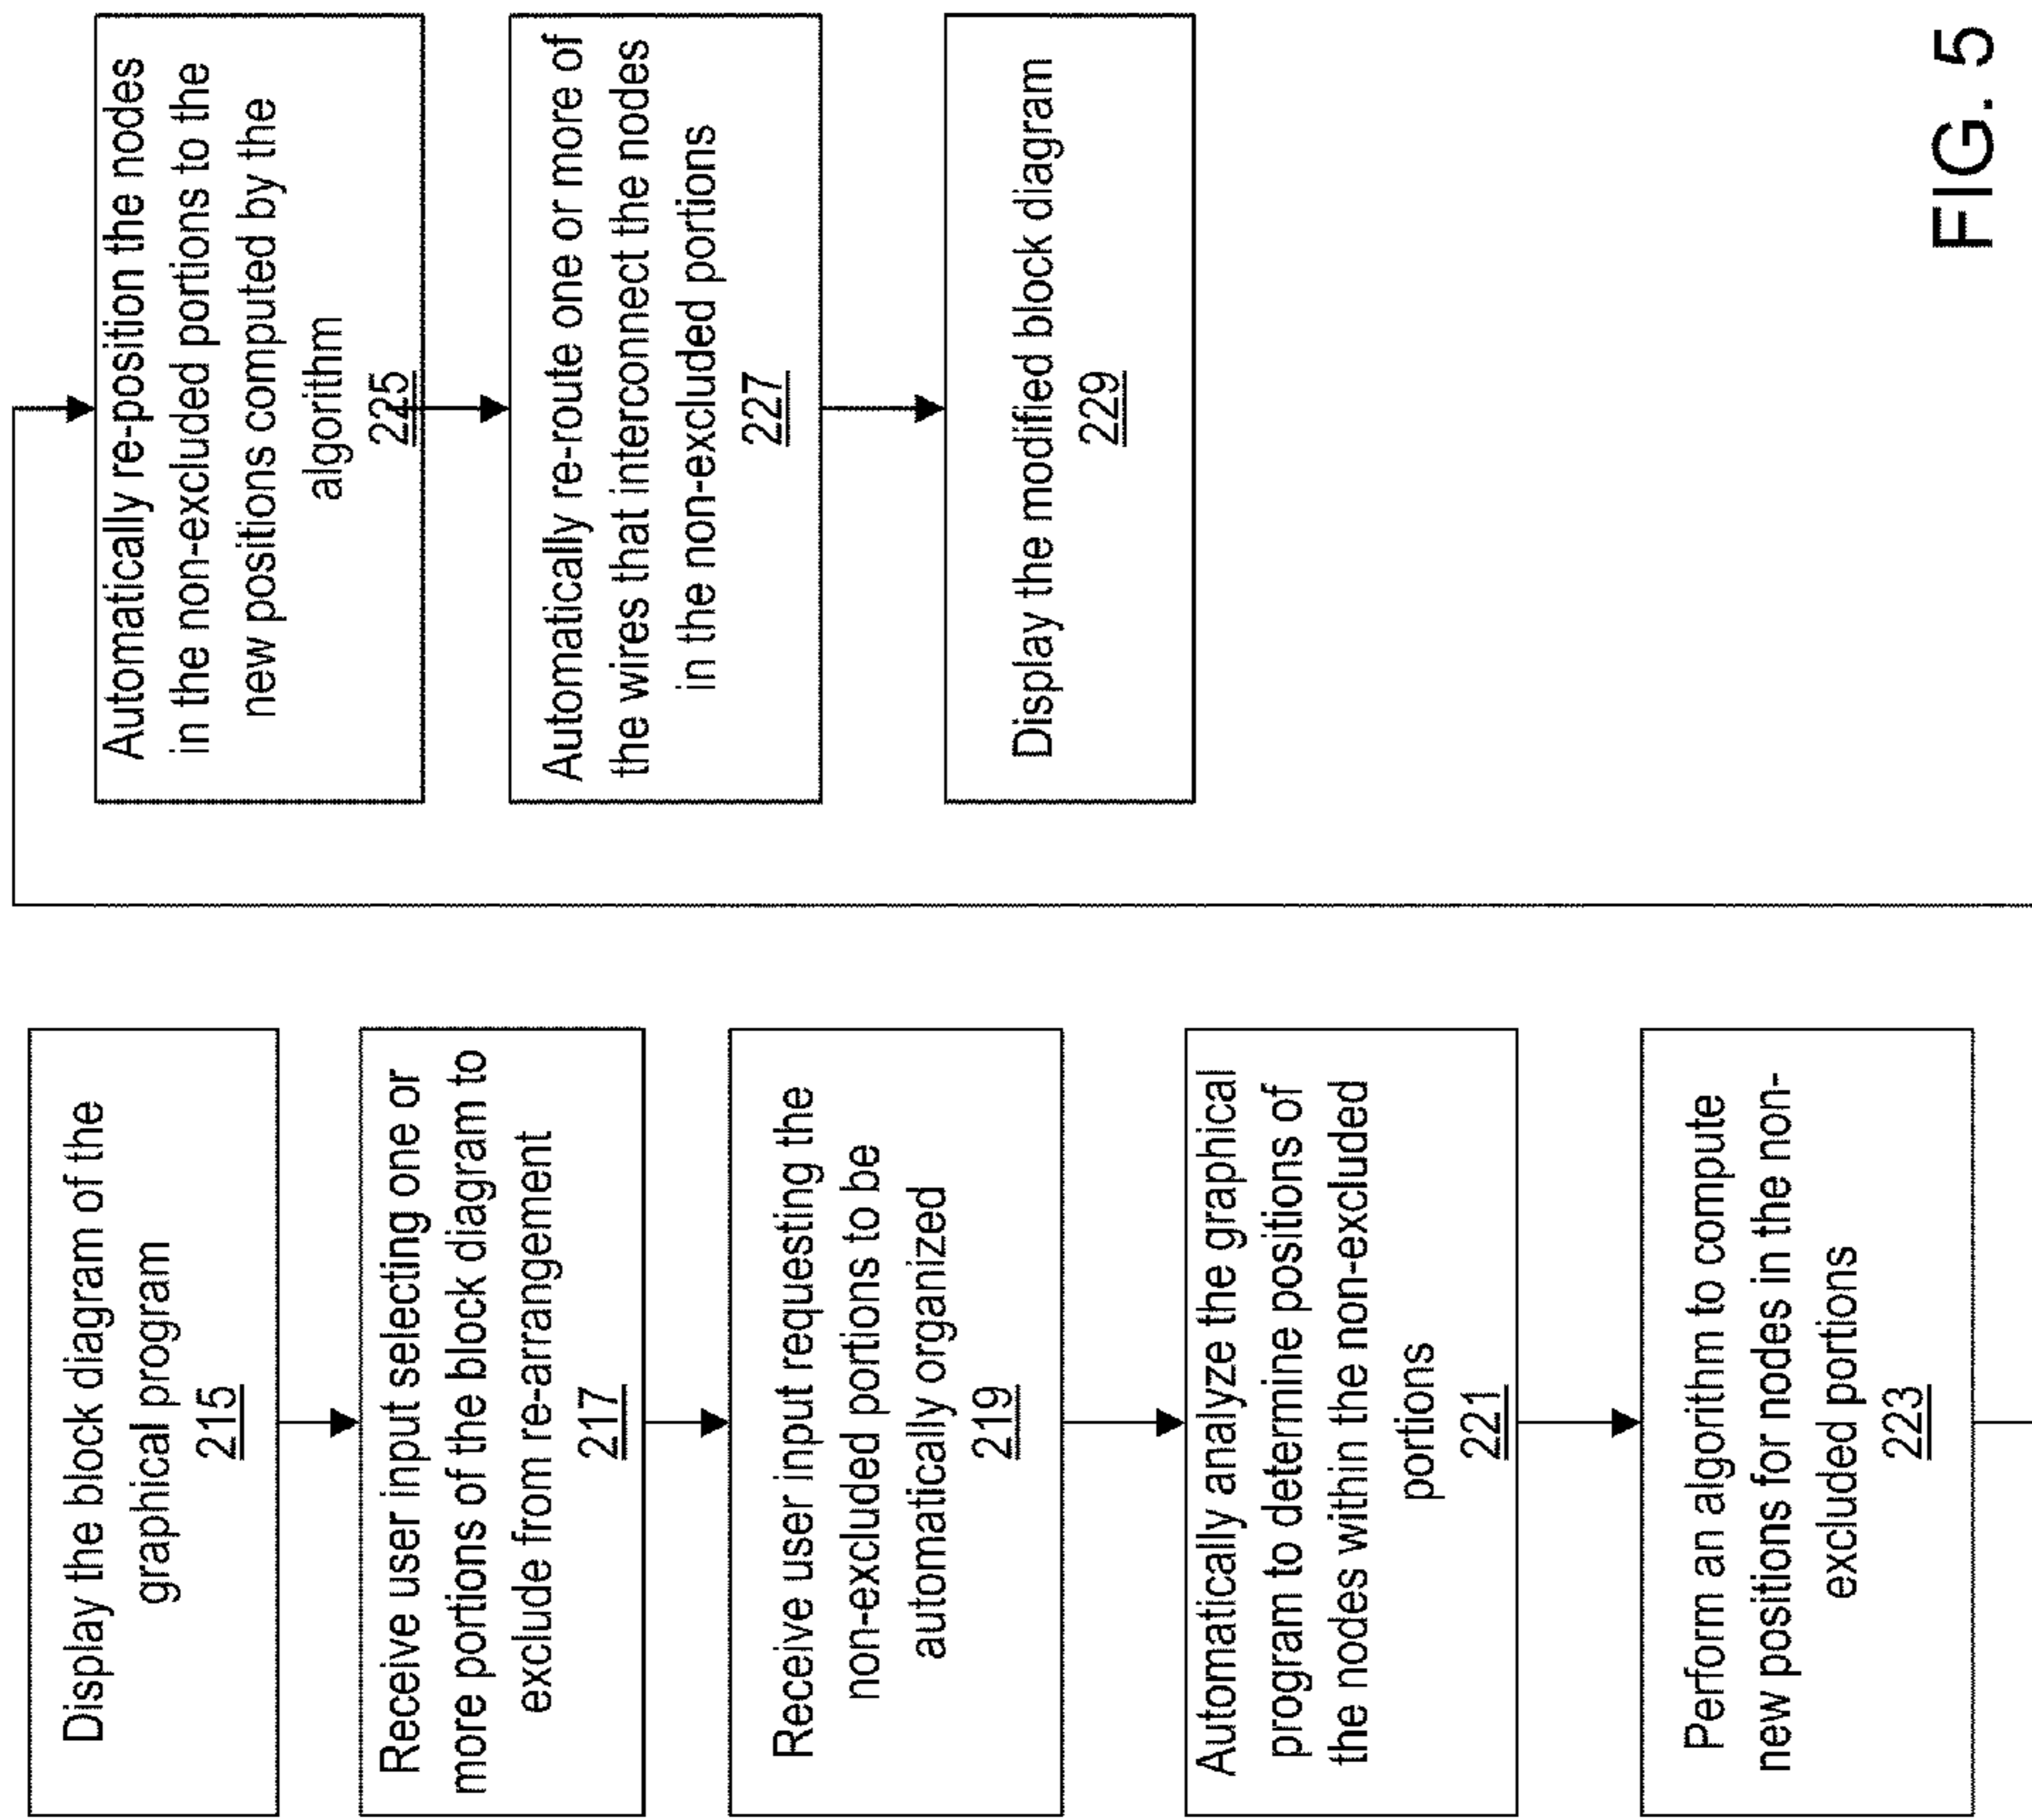 Display the block diagram of the
graphical program
215
Receive user input selecting one or
more portions of the block diagram to
exclude from re-arrangement
217
Receive user input requesting the
non-excluded portions to be
automatically organized
219
Automatically analyze the graphical
program to determine positions of
the nodes within the non-excluded
portions
221
Perform an algorithm to compute
new positions for nodes in the non-
excluded portions
223
Automatically re-position the nodes
in the non-excluded portions to the
new positions computed by the
algorithm
225
Automatically re-route one or more of
the wires that interconnect the nodes
in the non-excluded portions
227
Display the modified block diagram
229
FIG. 5